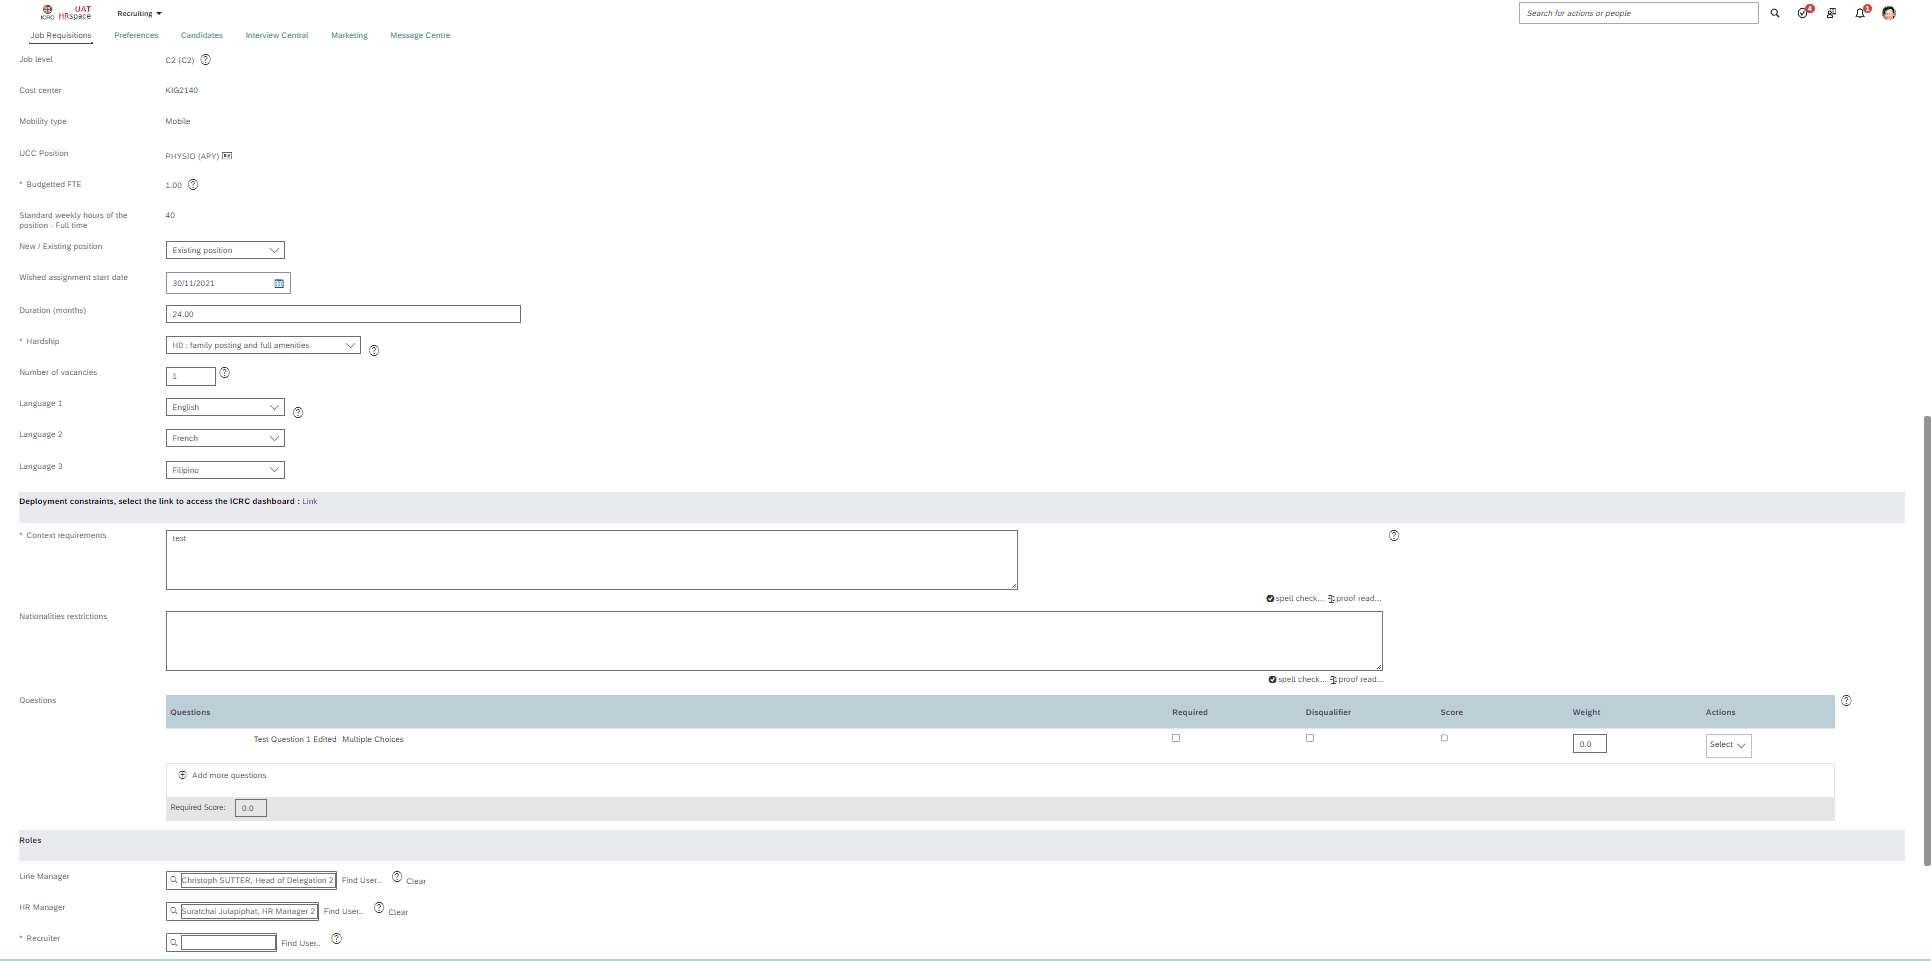 ICRC UAT HRspace Recruiting Search for actions or people 4 1
Job Requisitions Preferences Candidates Interview Central Marketing Message Centre
Job level C2 (C2)
Cost center KIG2140
Mobility type Mobile
UCC Position PHYSIO (APY)
* Budgetted FTE 1.00
Standard weekly hours of the position - Full time 40
New / Existing position Existing position
Wished assignment start date 30/11/2021
Duration (months) 24.00
* Hardship H0 : family posting and full amenities
Number of vacancies 1
Language 1 English
Language 2 French
Language 3 Filipino
Deployment constraints, select the link to access the ICRC dashboard : Link
* Context requirements test
spell check... proof read...
Nationalities restrictions
spell check... proof read...
Questions
Questions Required Disqualifier Score Weight Actions
Test Question 1 Edited Multiple Choices 0.0 Select
Add more questions
Required Score: 0.0
Roles
Line Manager Christoph SUTTER, Head of Delegation 2 Find User.. Clear
HR Manager Suratchai Julapiphat, HR Manager 2 Find User.. Clear
* Recruiter Find User..